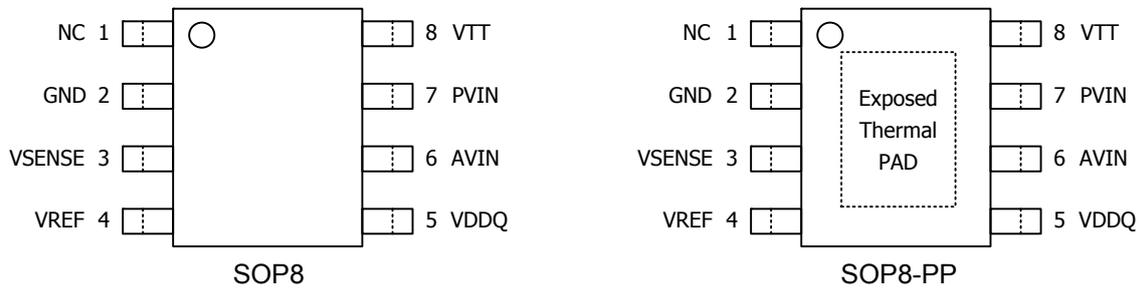 NC 1
8 VTT
GND 2
7 PVIN
VSENSE 3
6 AVIN
VREF 4
5 VDDQ
SOP8
NC 1
8 VTT
GND 2
7 PVIN
VSENSE 3
6 AVIN
VREF 4
5 VDDQ
Exposed
Thermal
PAD
SOP8-PP